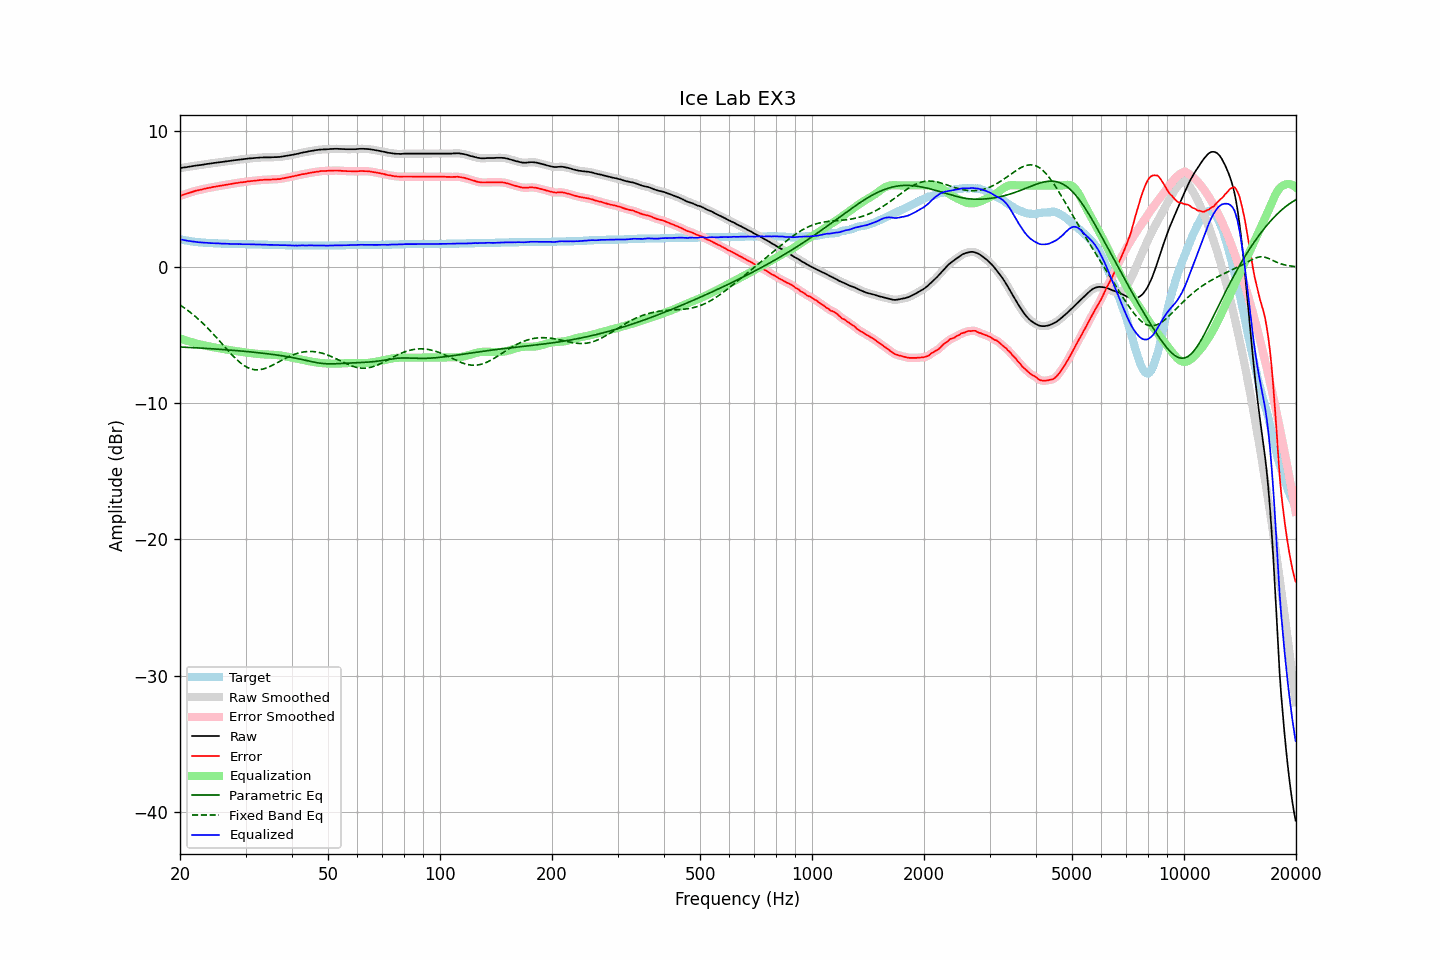 Ice Lab EX3
10
0
−10
−20
−30
−40
Amplitude (dBr)
Target
Raw Smoothed
Error Smoothed
Raw
Error
Equalization
Parametric Eq
Fixed Band Eq
Equalized
20
50
100
200
500
1000
2000
5000
10000
20000
Frequency (Hz)